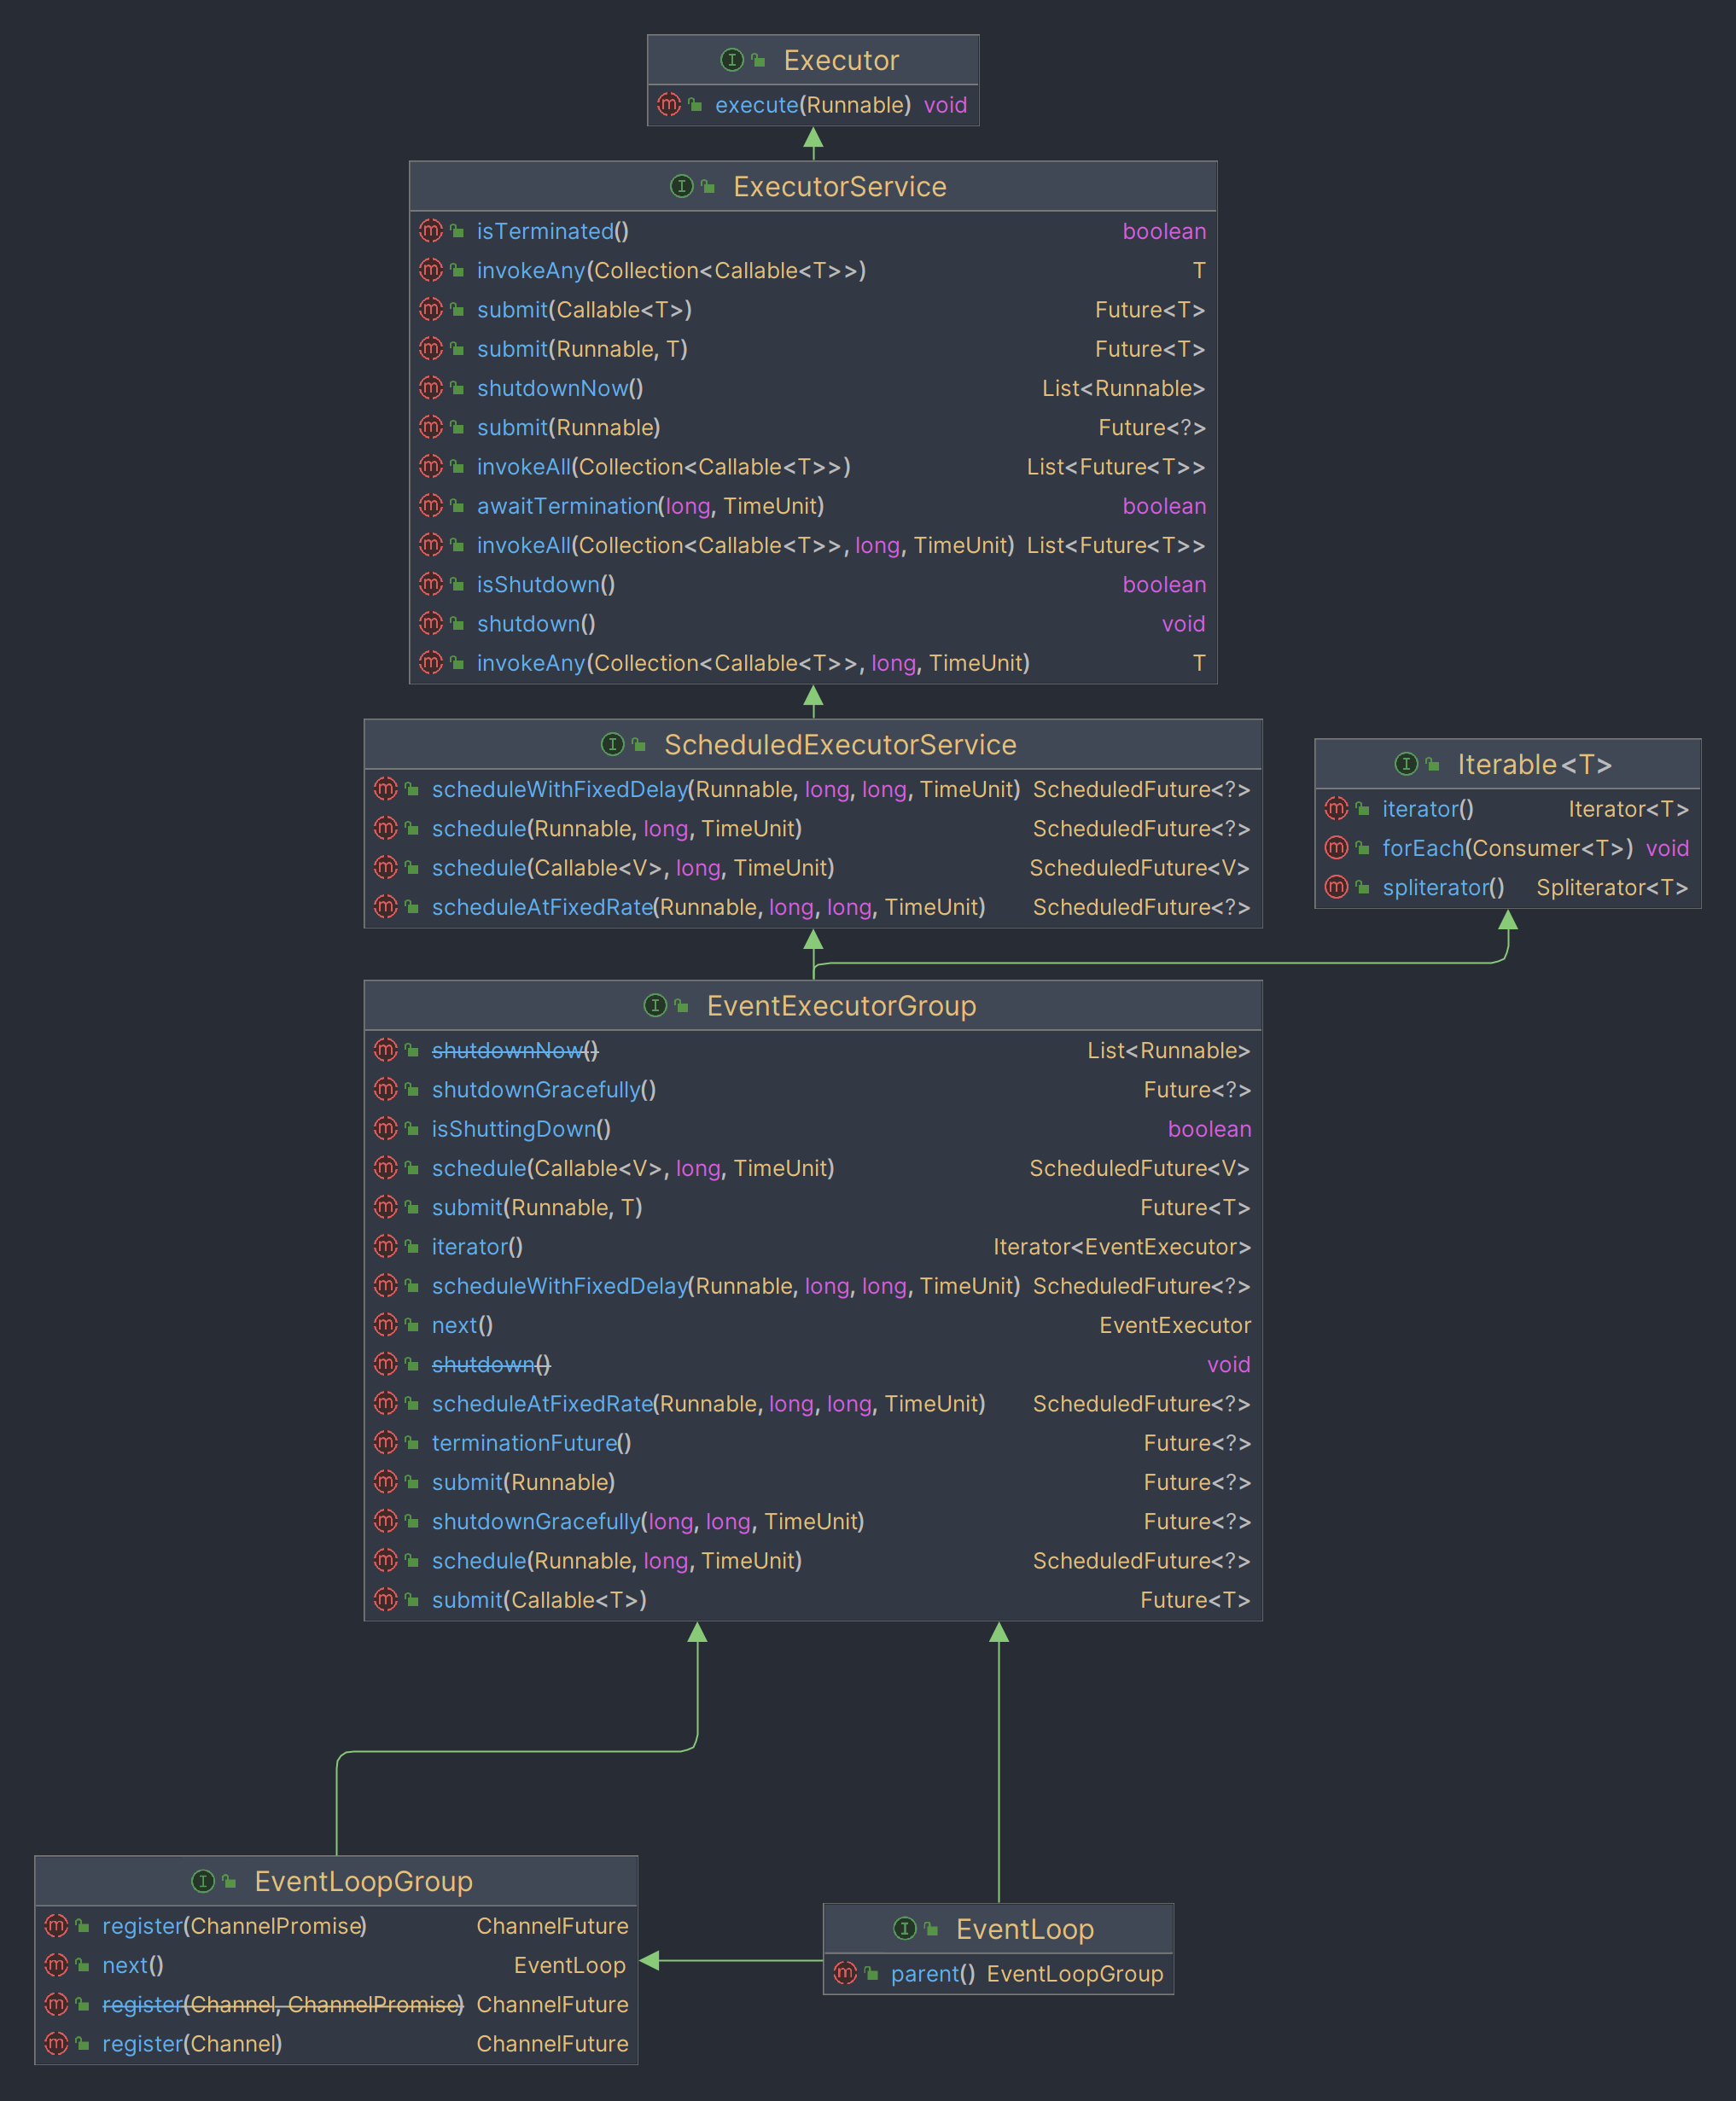 Executor
execute(Runnable) void
ExecutorService
isTerminated() boolean
invokeAny(Collection<Callable<T>>) T
submit(Callable<T>) Future<T>
submit(Runnable, T) Future<T>
shutdownNow() List<Runnable>
submit(Runnable) Future<?>
invokeAll(Collection<Callable<T>>) List<Future<T>>
awaitTermination(long, TimeUnit) boolean
invokeAll(Collection<Callable<T>>, long, TimeUnit) List<Future<T>>
isShutdown() boolean
shutdown() void
invokeAny(Collection<Callable<T>>, long, TimeUnit) T
ScheduledExecutorService
scheduleWithFixedDelay(Runnable, long, long, TimeUnit) ScheduledFuture<?>
schedule(Runnable, long, TimeUnit) ScheduledFuture<?>
schedule(Callable<V>, long, TimeUnit) ScheduledFuture<V>
scheduleAtFixedRate(Runnable, long, long, TimeUnit) ScheduledFuture<?>
Iterable<T>
iterator() Iterator<T>
forEach(Consumer<T>) void
spliterator() Spliterator<T>
EventExecutorGroup
shutdownNow() List<Runnable>
shutdownGracefully() Future<?>
isShuttingDown() boolean
schedule(Callable<V>, long, TimeUnit) ScheduledFuture<V>
submit(Runnable, T) Future<T>
iterator() Iterator<EventExecutor>
scheduleWithFixedDelay(Runnable, long, long, TimeUnit) ScheduledFuture<?>
next() EventExecutor
shutdown() void
scheduleAtFixedRate(Runnable, long, long, TimeUnit) ScheduledFuture<?>
terminationFuture() Future<?>
submit(Runnable) Future<?>
shutdownGracefully(long, long, TimeUnit) Future<?>
schedule(Runnable, long, TimeUnit) ScheduledFuture<?>
submit(Callable<T>) Future<T>
EventLoopGroup
register(ChannelPromise) ChannelFuture
next() EventLoop
register(Channel, ChannelPromise) ChannelFuture
register(Channel) ChannelFuture
EventLoop
parent() EventLoopGroup